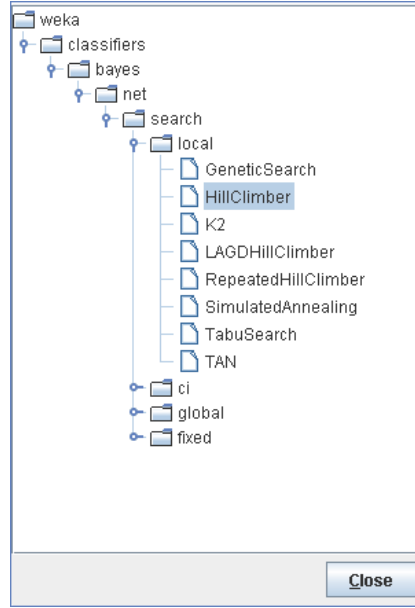 weka
classifiers
bayes
net
search
local
GeneticSearch
HillClimber
K2
LAGDHillClimber
RepeatedHillClimber
SimulatedAnnealing
TabuSearch
TAN
ci
global
fixed
Close